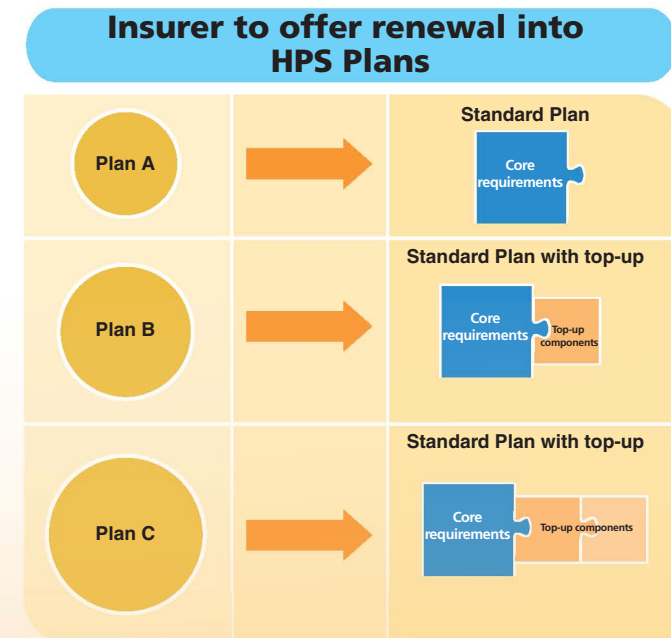 Insurer to offer renewal into
HPS Plans
Plan A
Standard Plan
Core
requirements
Plan B
Standard Plan with top-up
Core
requirements
Top-up
components
Plan C
Standard Plan with top-up
Core
requirements
Top-up components